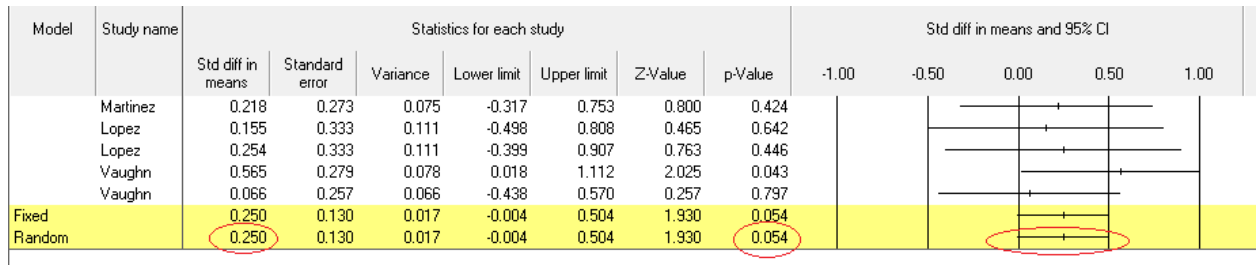 Model Study name Statistics for each study Std diff in means and 95% CI
Std diff in means Standard error Variance Lower limit Upper limit Z-Value p-Value -1.00 -0.50 0.00 0.50 1.00
Martinez 0.218 0.273 0.075 -0.317 0.753 0.800 0.424
Lopez 0.155 0.333 0.111 -0.498 0.808 0.465 0.642
Lopez 0.254 0.333 0.111 -0.399 0.907 0.763 0.446
Vaughn 0.565 0.279 0.078 0.018 1.112 2.025 0.043
Vaughn 0.066 0.257 0.066 -0.438 0.570 0.257 0.797
Fixed 0.250 0.130 0.017 -0.004 0.504 1.930 0.054
Random 0.250 0.130 0.017 -0.004 0.504 1.930 0.054